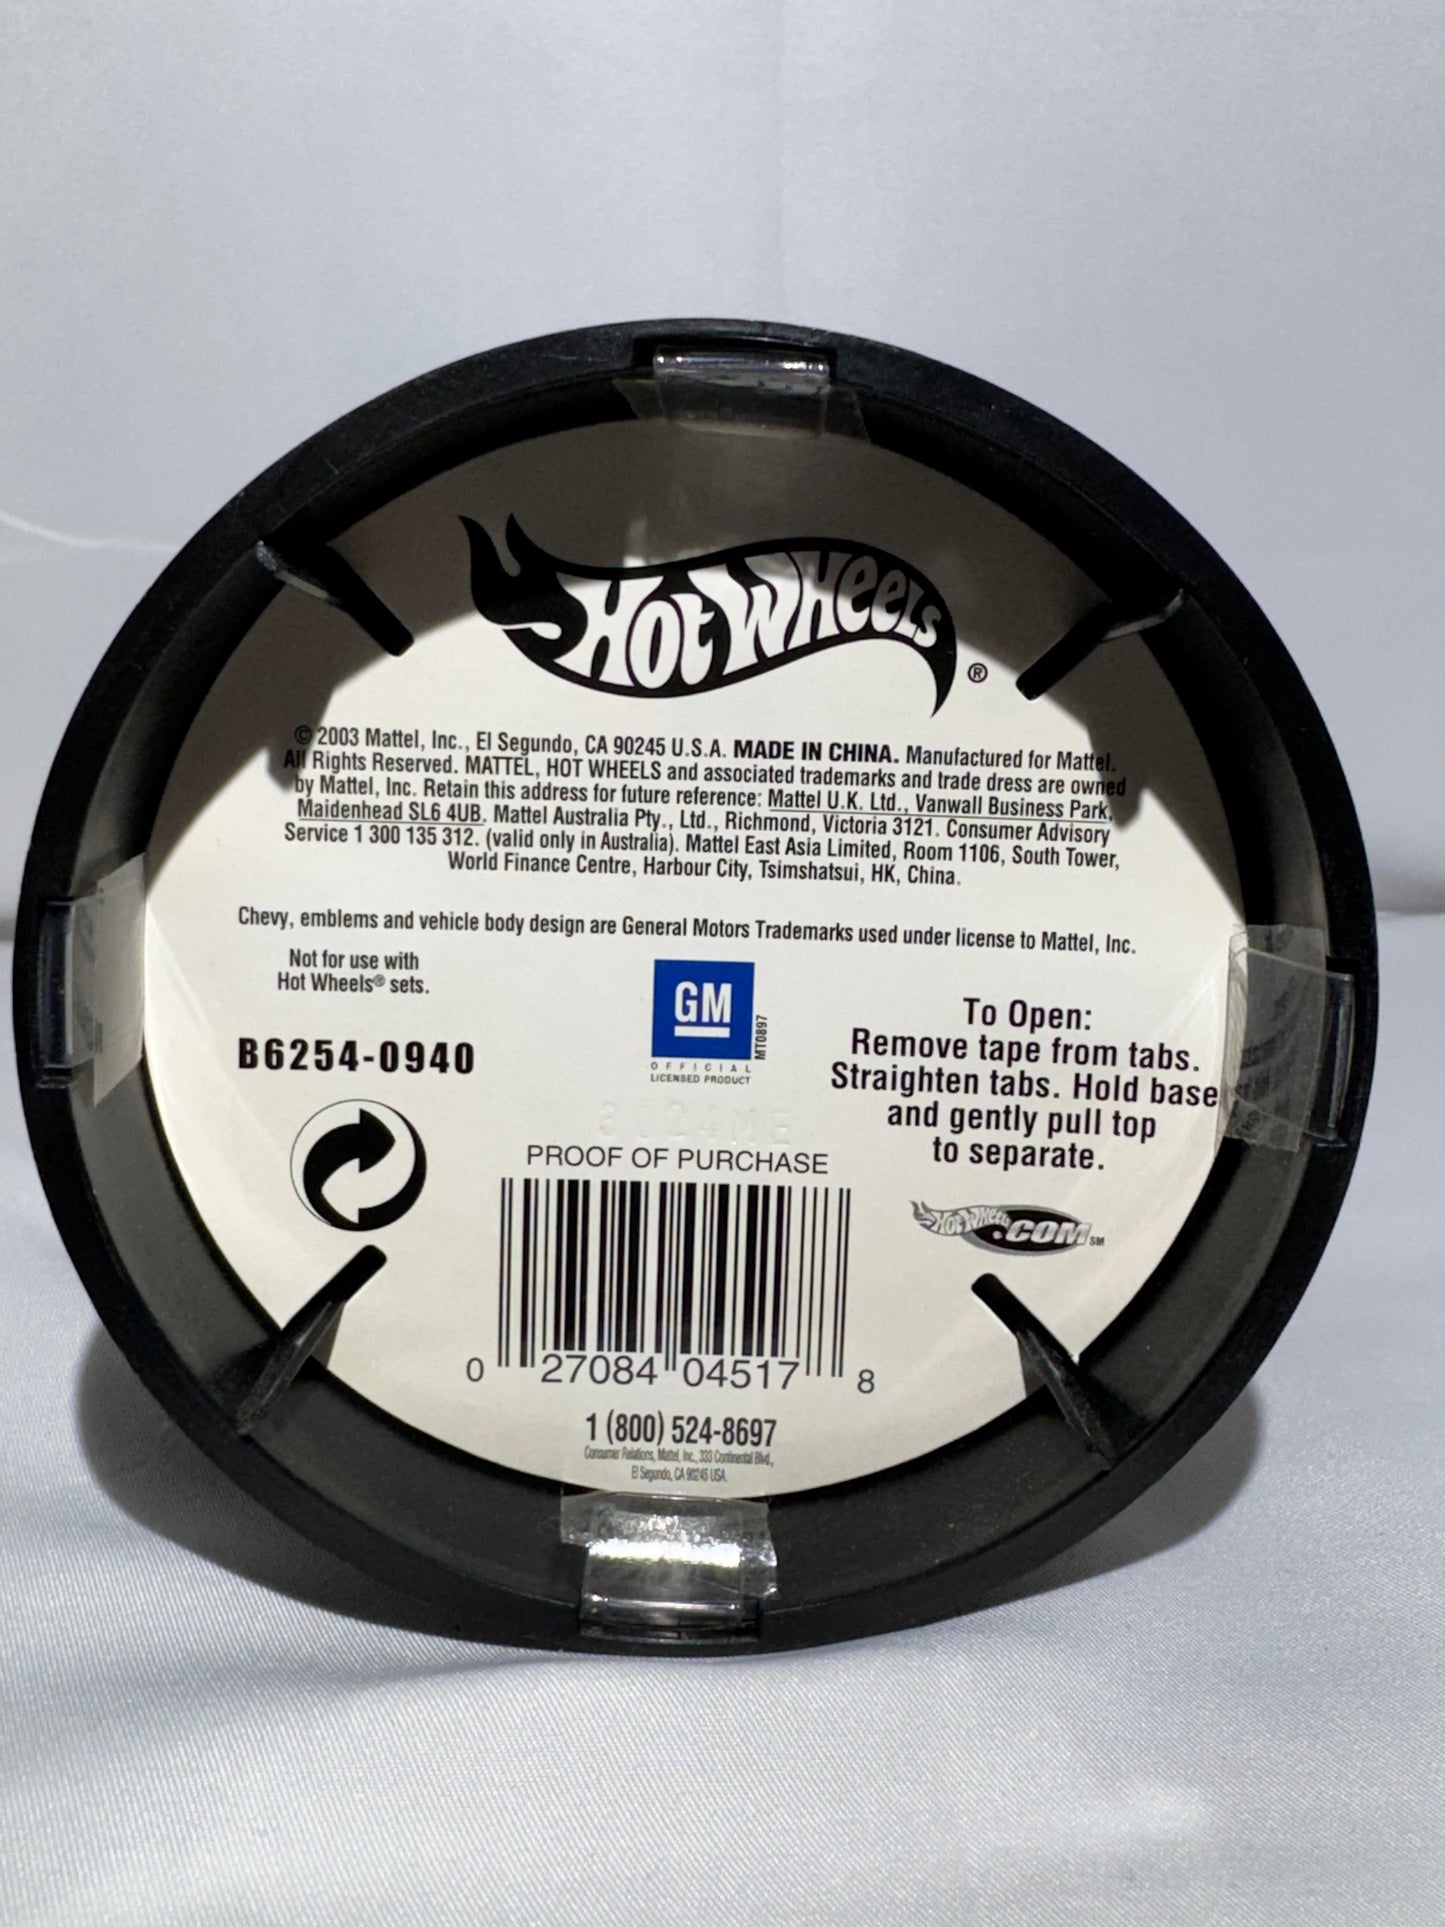 HOT WHEELS ®
© 2003 Mattel, Inc., El Segundo, CA 90245 U.S.A. MADE IN CHINA. Manufactured for Mattel.
All Rights Reserved. MATTEL, HOT WHEELS and associated trademarks and trade dress are owned
by Mattel, Inc. Retain this address for future reference: Mattel U.K. Ltd., Vanwall Business Park,
Maidenhead SL6 4UB. Mattel Australia Pty., Ltd., Richmond, Victoria 3121. Consumer Advisory
Service 1 300 135 312. (valid only in Australia). Mattel East Asia Limited, Room 1106, South Tower,
World Finance Centre, Harbour City, Tsimshatsui, HK, China.
Chevy, emblems and vehicle body design are General Motors Trademarks used under license to Mattel, Inc.
Not for use with
Hot Wheels® sets.
B6254-0940
GM
MT0897
OFFICIAL
LICENSED PRODUCT
To Open:
Remove tape from tabs.
Straighten tabs. Hold base
and gently pull top
to separate.
HOT WHEELS.COM SM
PROOF OF PURCHASE
0 27084 04517 8
1 (800) 524-8697
Consumer Relations, Mattel, Inc., 333 Continental Blvd.,
El Segundo, CA 90245 USA.